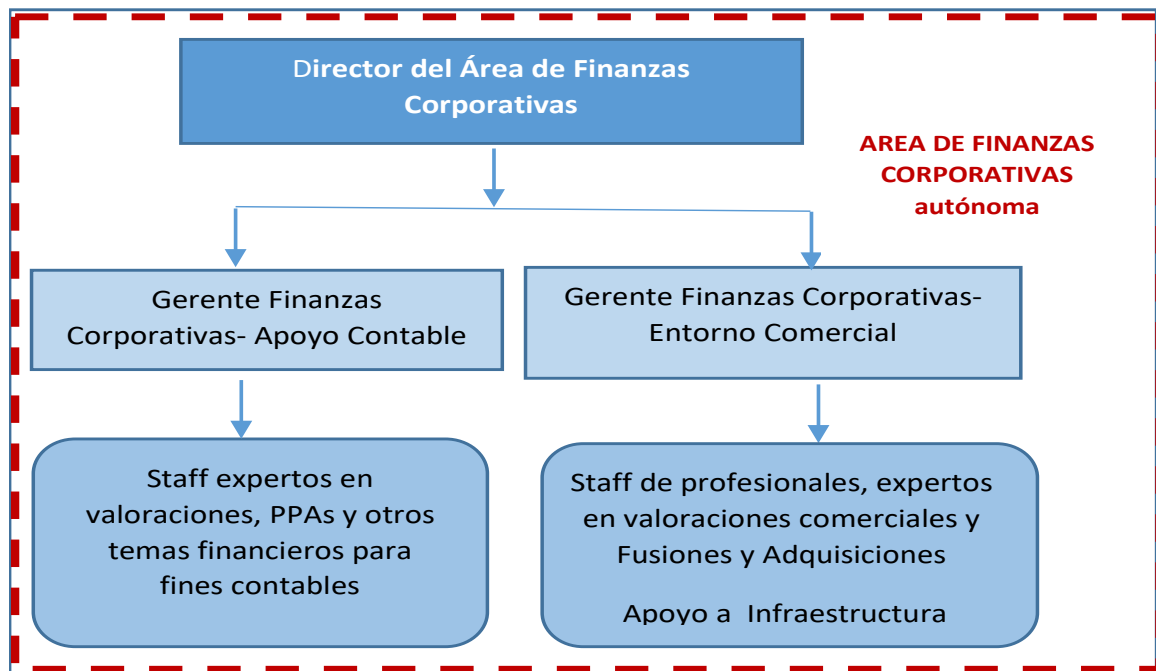 Director del Área de Finanzas
Corporativas
AREA DE FINANZAS
CORPORATIVAS
autónoma
Gerente Finanzas
Corporativas- Apoyo Contable
Gerente Finanzas Corporativas-
Entorno Comercial
Staff expertos en
valoraciones, PPAs y otros
temas financieros para
fines contables
Staff de profesionales, expertos
en valoraciones comerciales y
Fusiones y Adquisiciones
Apoyo a Infraestructura